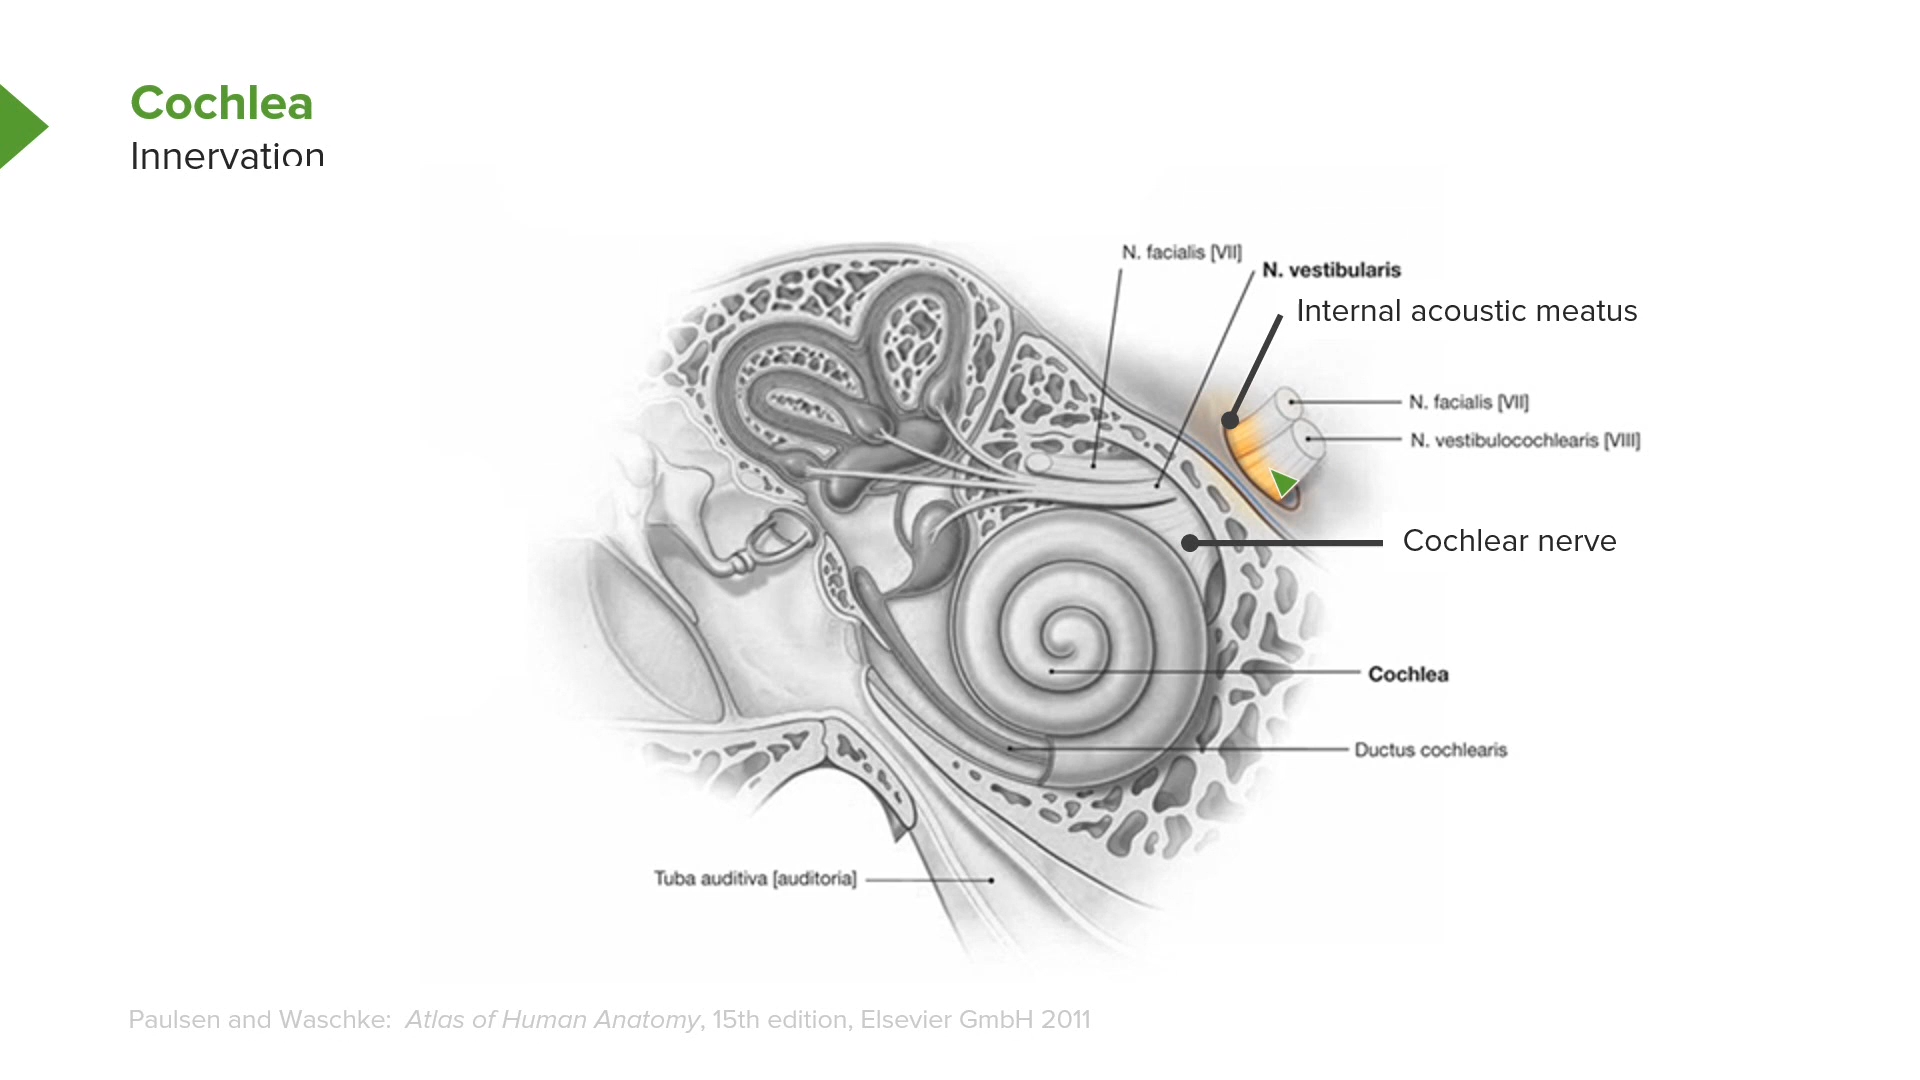 Cochlea
Innervation
N. facialis [VII]
N. vestibularis
Internal acoustic meatus
N. facialis [VII]
N. vestibulocochlearis [VIII]
Cochlear nerve
Cochlea
Ductus cochlearis
Tuba auditiva [auditoria]
Paulsen and Waschke: Atlas of Human Anatomy, 15th edition, Elsevier GmbH 2011